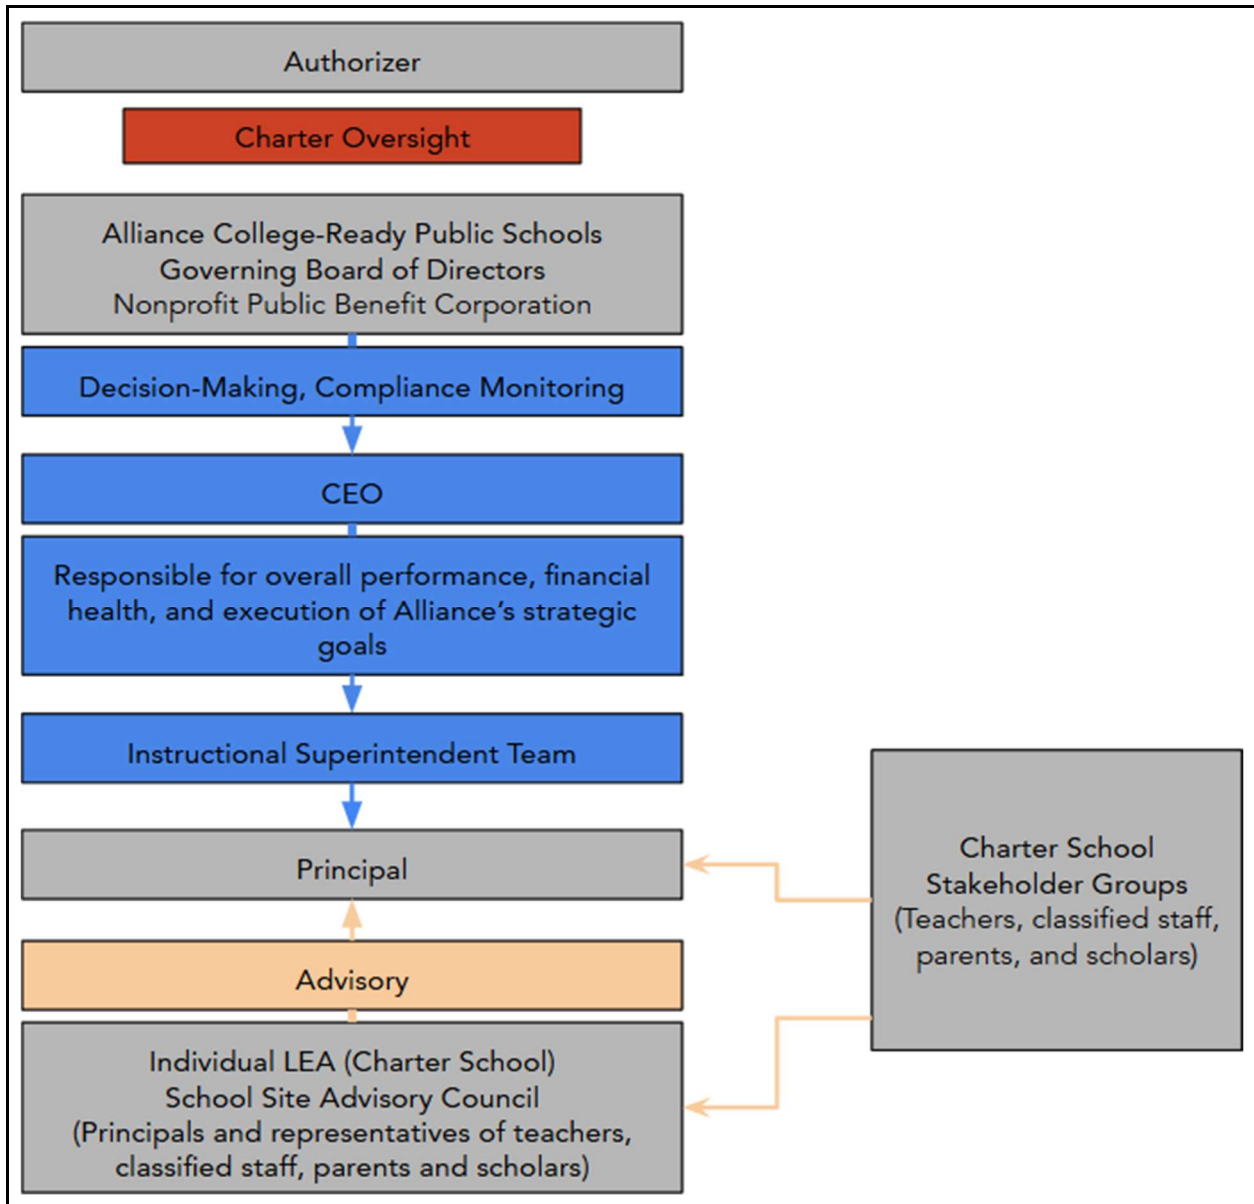 Authorizer
Charter Oversight
Alliance College-Ready Public Schools
Governing Board of Directors
Nonprofit Public Benefit Corporation
Decision-Making, Compliance Monitoring
CEO
Responsible for overall performance, financial
health, and execution of Alliance’s strategic
goals
Instructional Superintendent Team
Principal
Advisory
Individual LEA (Charter School)
School Site Advisory Council
(Principals and representatives of teachers,
classified staff, parents and scholars)
Charter School
Stakeholder Groups
(Teachers, classified staff,
parents, and scholars)